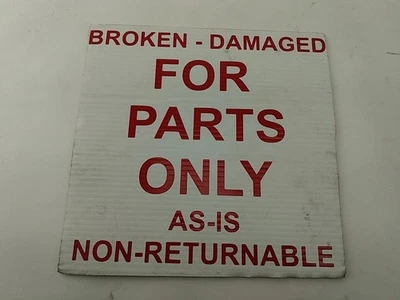 BROKEN - DAMAGED
FOR
PARTS
ONLY
AS-IS
NON-RETURNABLE